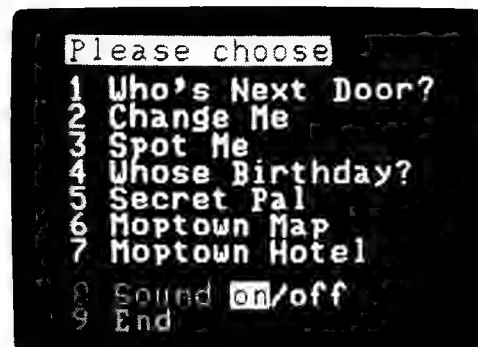 Please choose
1 Who's Next Door?
2 Change Me
3 Spot Me
4 Whose Birthday?
5 Secret Pal
6 Moptown Map
7 Moptown Hotel
8 Sound on/off
9 End